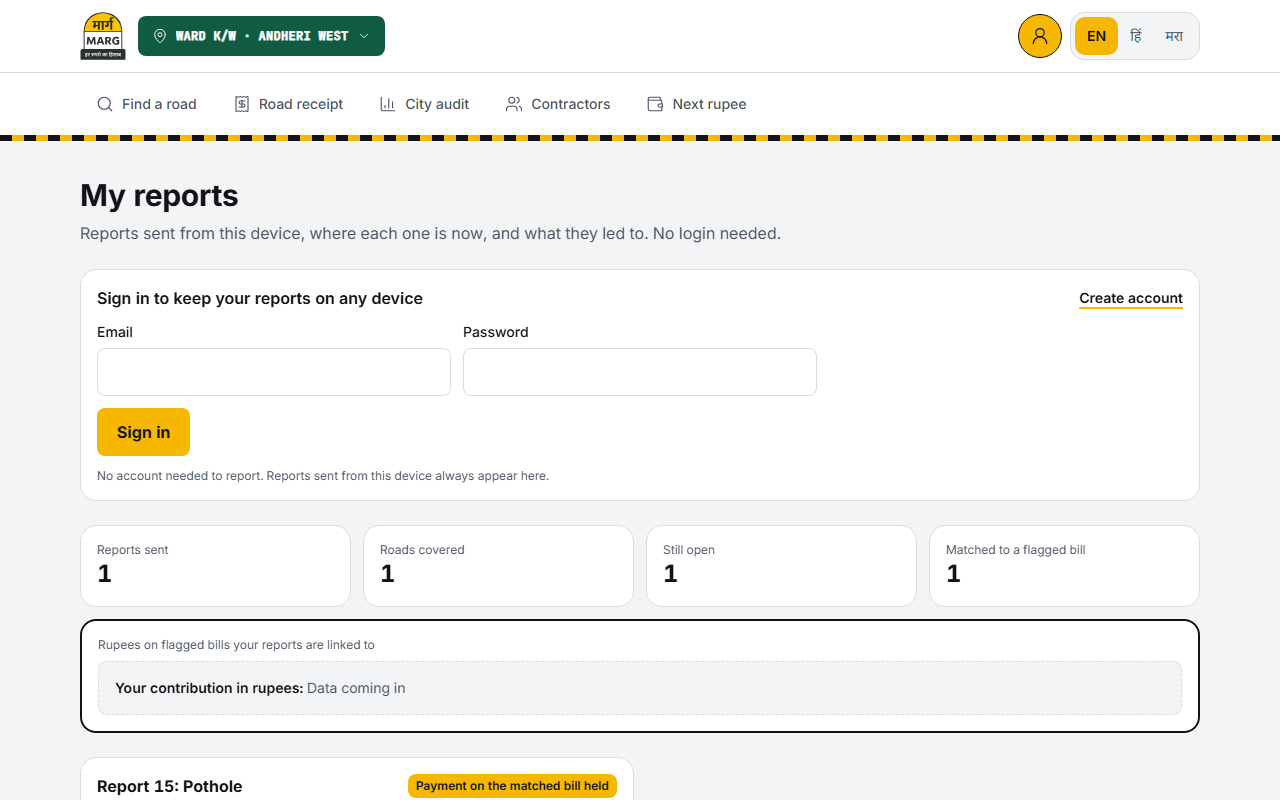 मार्ग
MARG
हर रुपये का हिसाब
WARD K/W · ANDHERI WEST
EN
हिं
मरा
Find a road
Road receipt
City audit
Contractors
Next rupee
My reports
Reports sent from this device, where each one is now, and what they led to. No login needed.
Sign in to keep your reports on any device
Create account
Email
Password
Sign in
No account needed to report. Reports sent from this device always appear here.
Reports sent
1
Roads covered
1
Still open
1
Matched to a flagged bill
1
Rupees on flagged bills your reports are linked to
Your contribution in rupees: Data coming in
Report 15: Pothole
Payment on the matched bill held